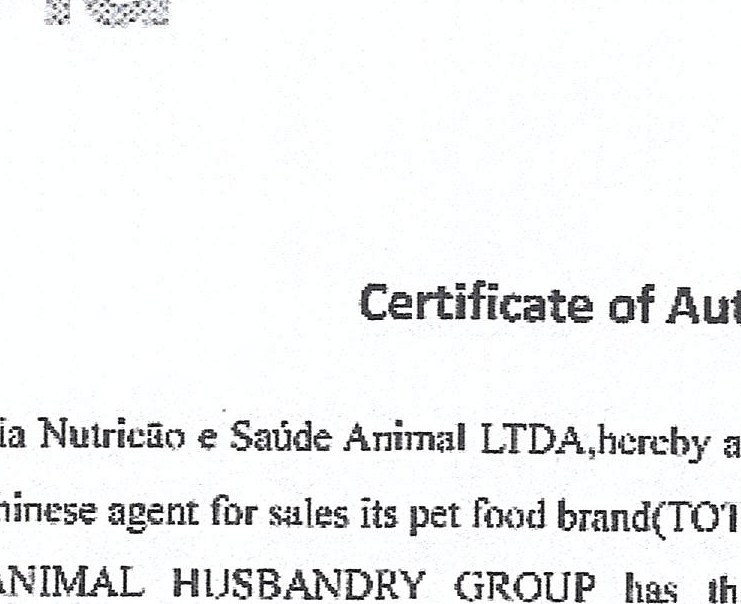 Certificate of Aut
ia Nutricão e Saúde Animal LTDA,hereby a
hinese agent for sales its pet food brand(TOT
ANIMAL HUSBANDRY GROUP has th